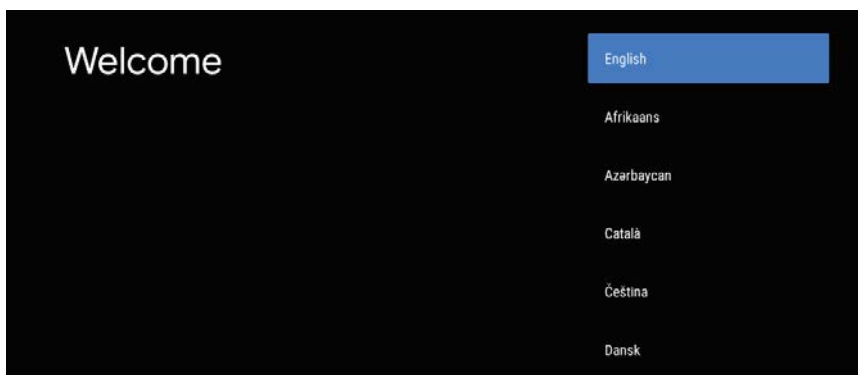 Welcome
English
Afrikaans
Azərbaycan
Català
Čeština
Dansk